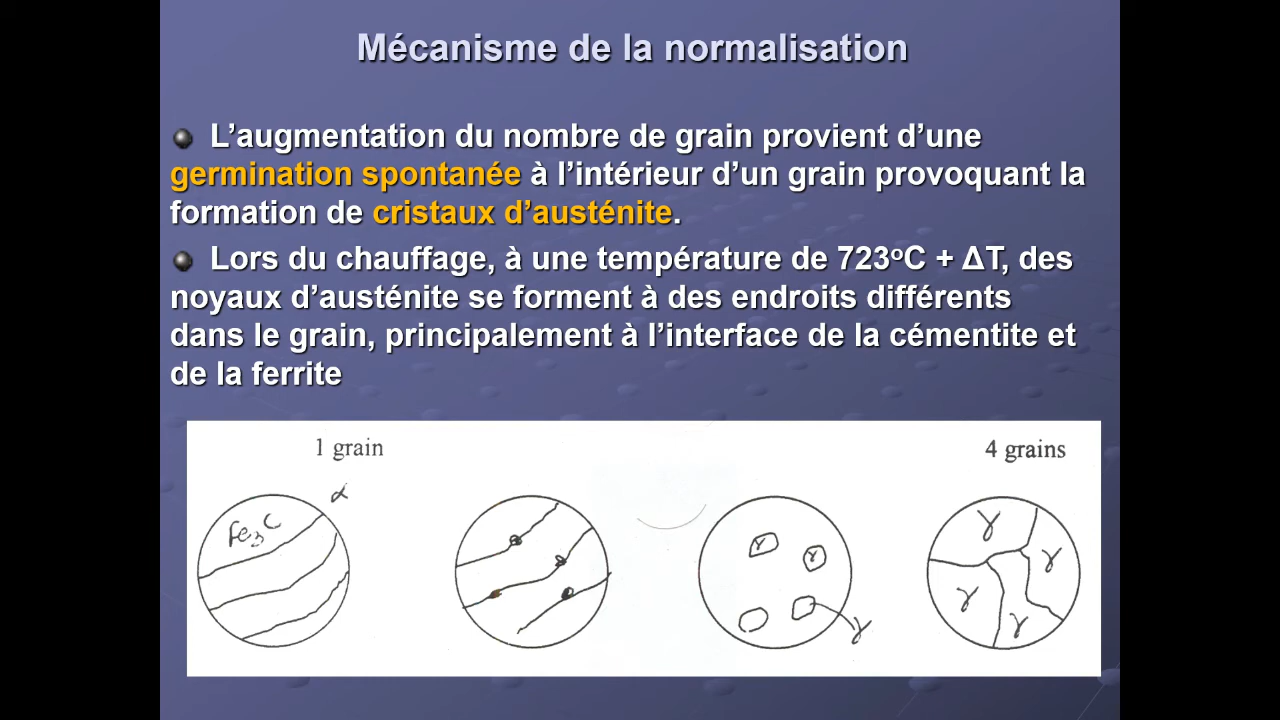 Mécanisme de la normalisation
L’augmentation du nombre de grain provient d’une
germination spontanée à l’intérieur d’un grain provoquant la
formation de cristaux d’austénite.
Lors du chauffage, à une température de 723ºC + ΔT, des
noyaux d’austénite se forment à des endroits différents
dans le grain, principalement à l’interface de la cémentite et
de la ferrite
1 grain
4 grains
α
Fe₃C
γ
γ
γ
γ
γ
γ
γ